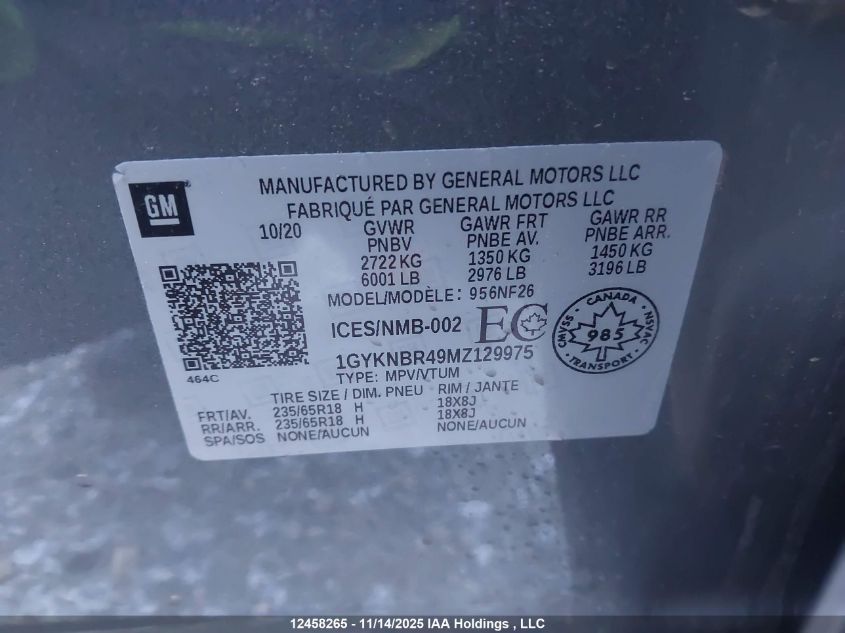 GM
MANUFACTURED BY GENERAL MOTORS LLC
FABRIQUÉ PAR GENERAL MOTORS LLC
10/20 GVWR GAWR FRT GAWR RR
PNBV PNBE AV. PNBE ARR.
2722 KG 1350 KG 1450 KG
6001 LB 2976 LB 3196 LB
MODEL/MODÈLE: 956NF26
ICES/NMB-002 EC
CANADA
SVMAC NSVAC
985
TRANSPORT
1GYKNBR49MZ129975
464C
TYPE: MPV/VTUM
TIRE SIZE / DIM. PNEU RIM / JANTE
FRT/AV. 235/65R18 H 18X8J
RR/ARR. 235/65R18 H 18X8J
SPA/SOS NONE/AUCUN NONE/AUCUN
12458265 - 11/14/2025 IAA Holdings , LLC